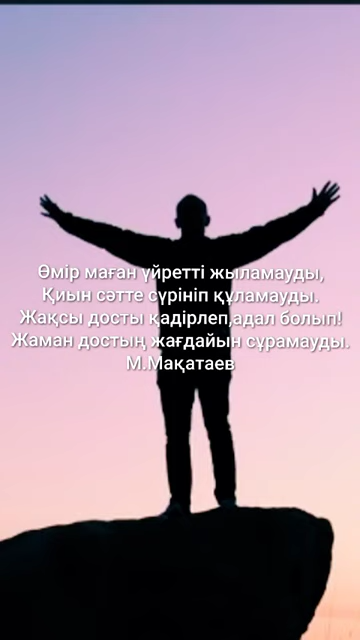 Өмір маған үйретті жыламауды,
Қиын сәтте сүрініп құламауды.
Жақсы досты қадірлеп,адал болып!
Жаман достың жағдайын сұрамауды.
М.Мақатаев